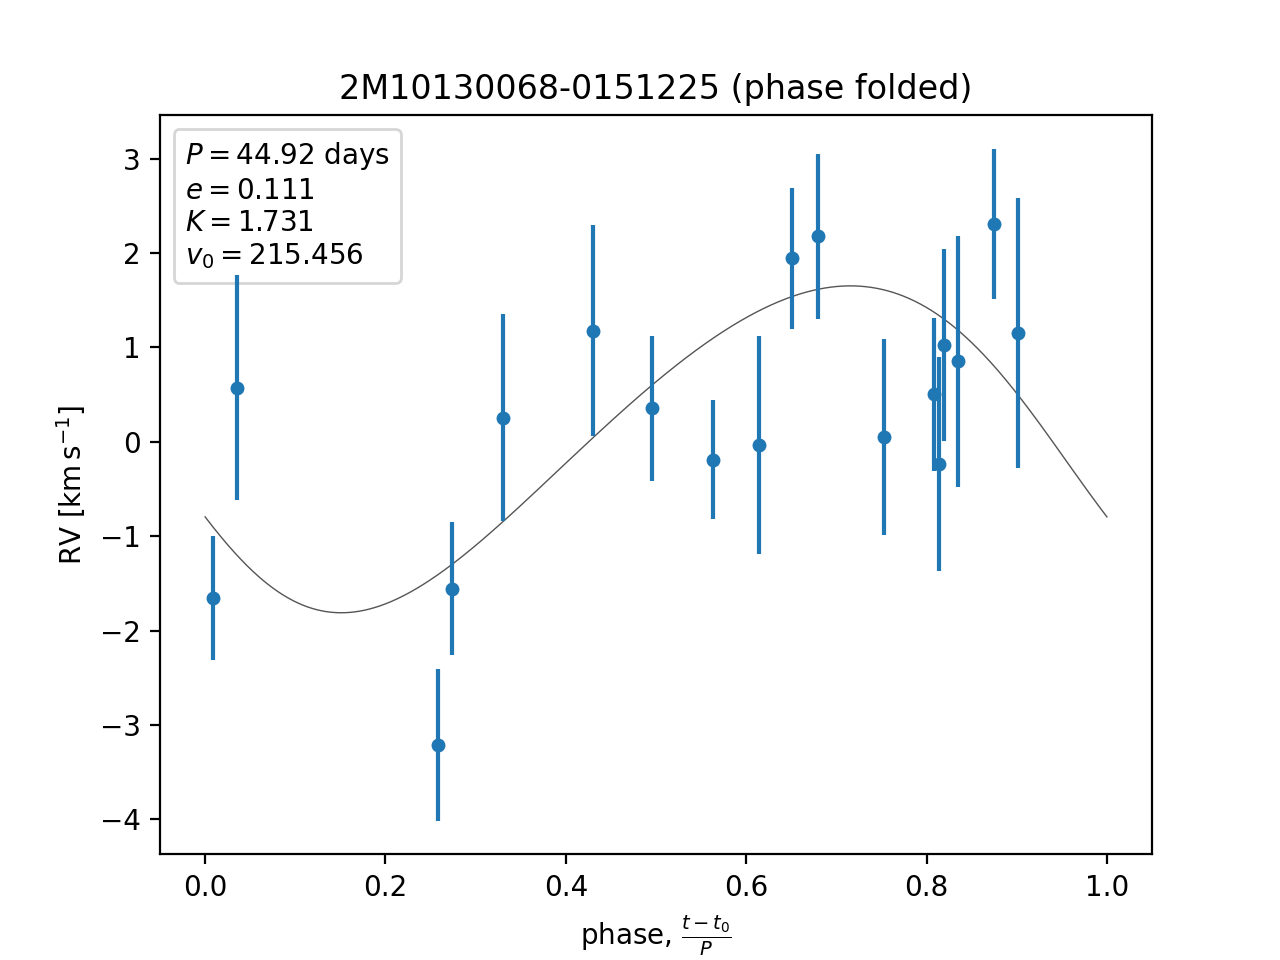 2M10130068-0151225 (phase folded)
P = 44.92 days
e = 0.111
K = 1.731
v₀ = 215.456
3
2
1
0
−1
−2
−3
−4
RV [km s⁻¹]
0.0 0.2 0.4 0.6 0.8 1.0
phase, (t − t₀)/P